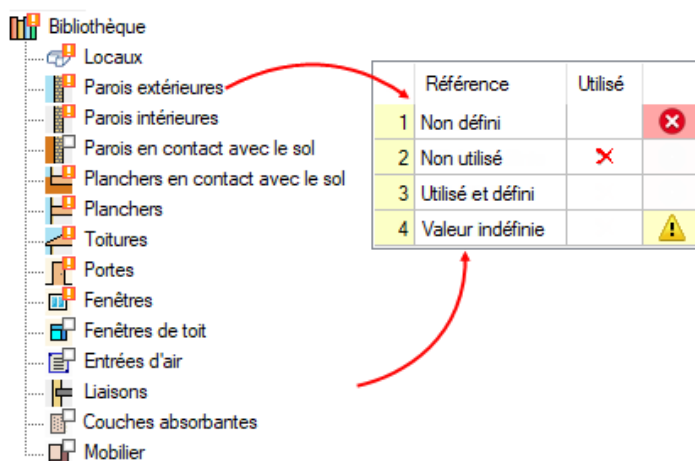 Bibliothèque
Locaux
Parois extérieures
Parois intérieures
Parois en contact avec le sol
Planchers en contact avec le sol
Planchers
Toitures
Portes
Fenêtres
Fenêtres de toit
Entrées d'air
Liaisons
Couches absorbantes
Mobilier
Référence Utilisé
1 Non défini
2 Non utilisé
3 Utilisé et défini
4 Valeur indéfinie